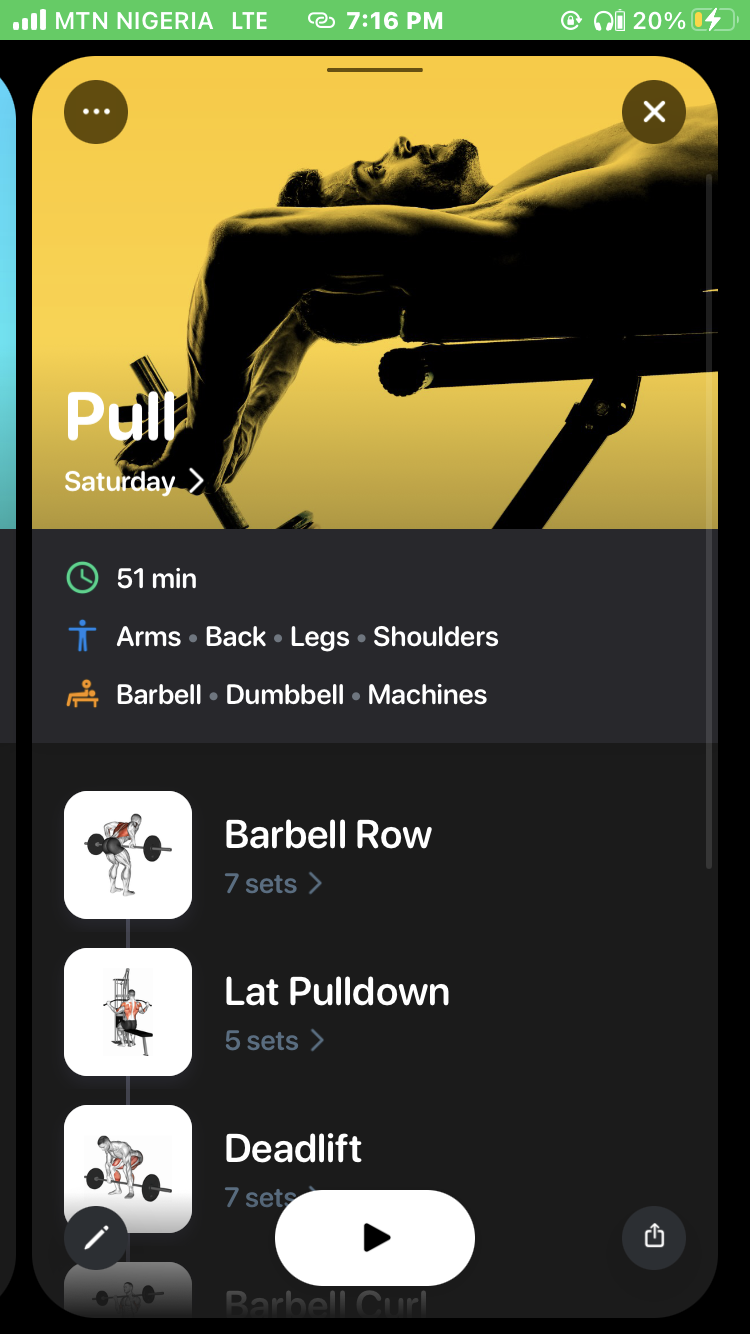 MTN NIGERIA LTE 7:16 PM 20%
Pull
Saturday
51 min
Arms • Back • Legs • Shoulders
Barbell • Dumbbell • Machines
Barbell Row
7 sets
Lat Pulldown
5 sets
Deadlift
7 sets
Barbell Curl